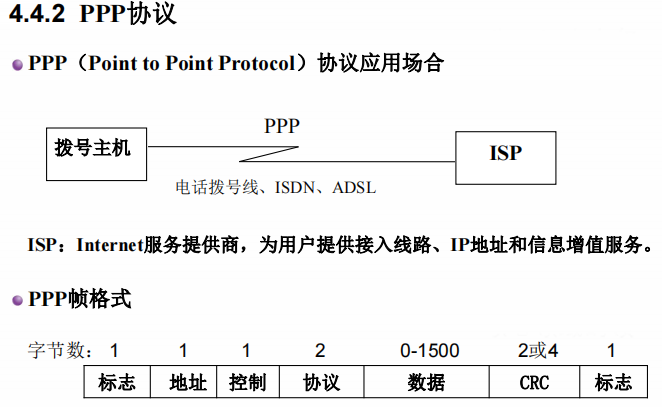 4.4.2 PPP协议
PPP（Point to Point Protocol）协议应用场合
PPP
拨号主机
ISP
电话拨号线、ISDN、ADSL
ISP：Internet服务提供商，为用户提供接入线路、IP地址和信息增值服务。
PPP帧格式
字节数： 1 1 1 2 0-1500 2或4 1
标志 地址 控制 协议 数据 CRC 标志